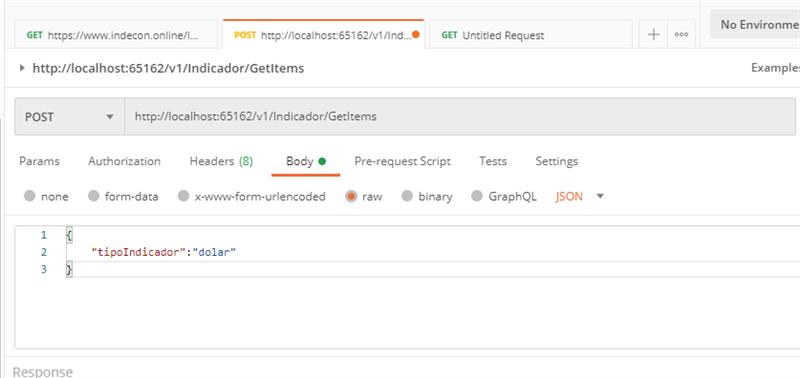 No Environme
GET https://www.indecon.online/l...
POST http://localhost:65162/v1/Ind...
GET Untitled Request
+
ooo
http://localhost:65162/v1/Indicador/GetItems
Examples
POST
http://localhost:65162/v1/Indicador/GetItems
Params Authorization Headers (8) Body Pre-request Script Tests Settings
none form-data x-www-form-urlencoded raw binary GraphQL JSON
1 {
2 "tipoIndicador":"dolar"
3 }
Response